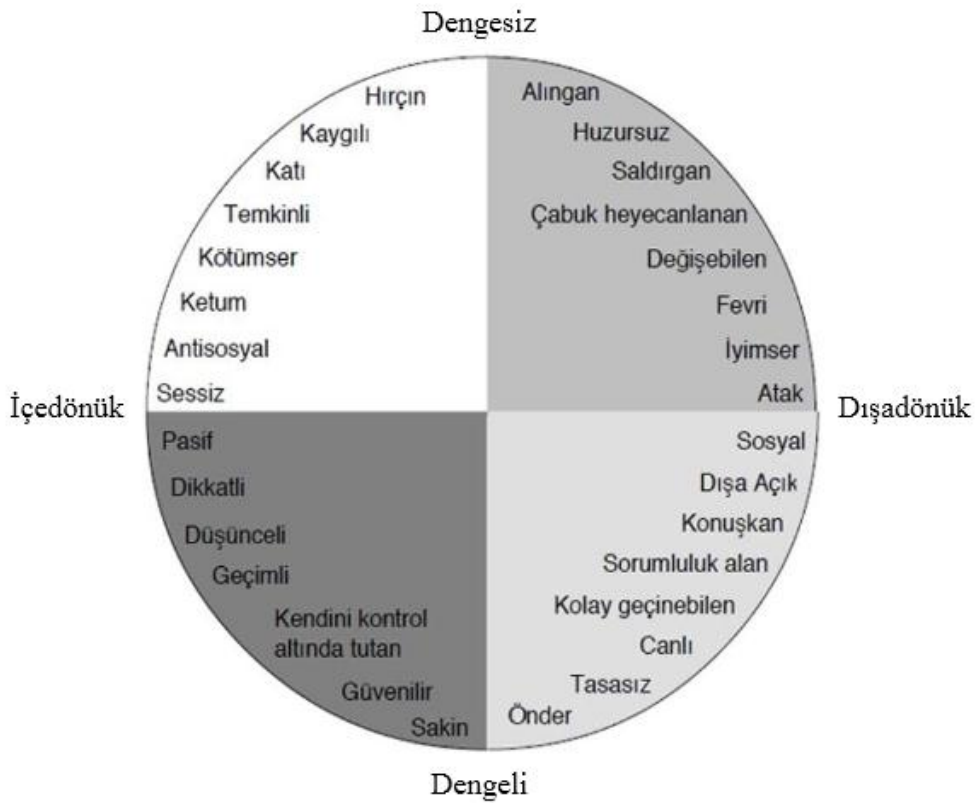 Dengesiz
Hırçın
Kaygılı
Katı
Temkinli
Kötümser
Ketum
Antisosyal
Sessiz
Alıngan
Huzursuz
Saldırgan
Çabuk heyecanlanan
Değişebilen
Fevri
İyimser
Atak
İçedönük
Dışadönük
Pasif
Dikkatli
Düşünceli
Geçimli
Kendini kontrol
altında tutan
Güvenilir
Sakin
Sosyal
Dışa Açık
Konuşkan
Sorumluluk alan
Kolay geçinebilen
Canlı
Tasasız
Önder
Dengeli